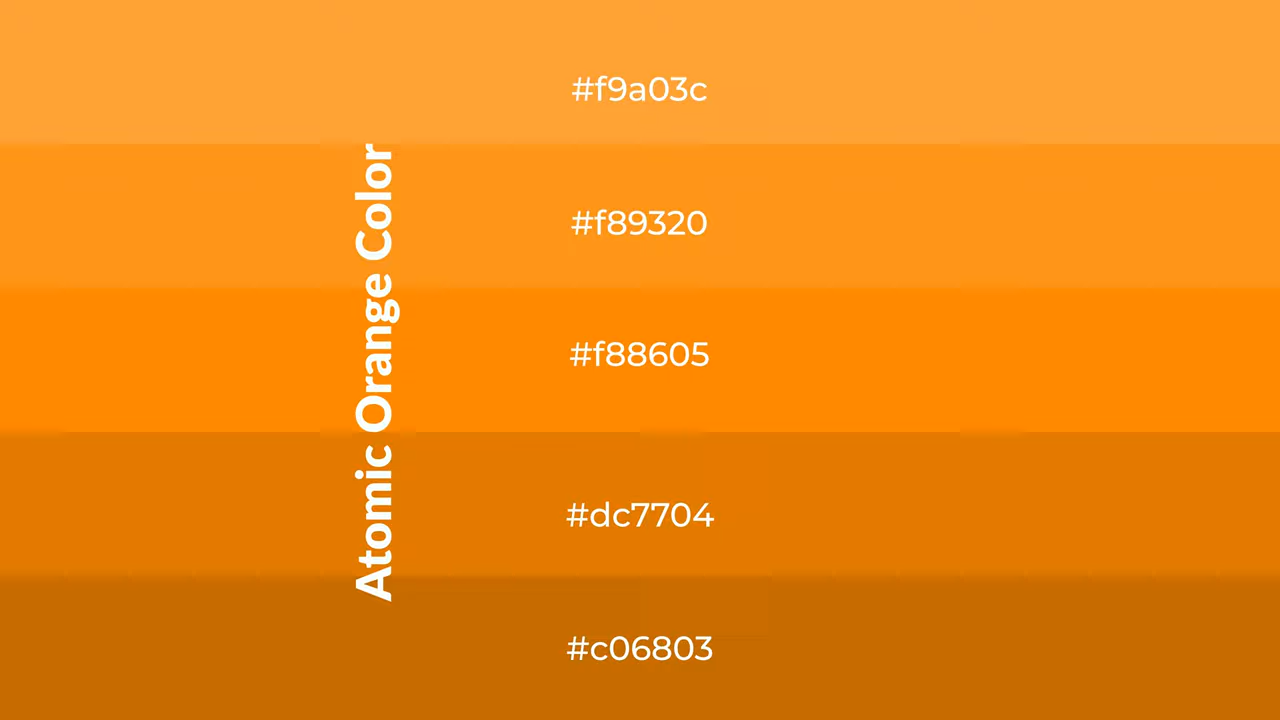 Atomic Orange Color
#f9a03c
#f89320
#f88605
#dc7704
#c06803